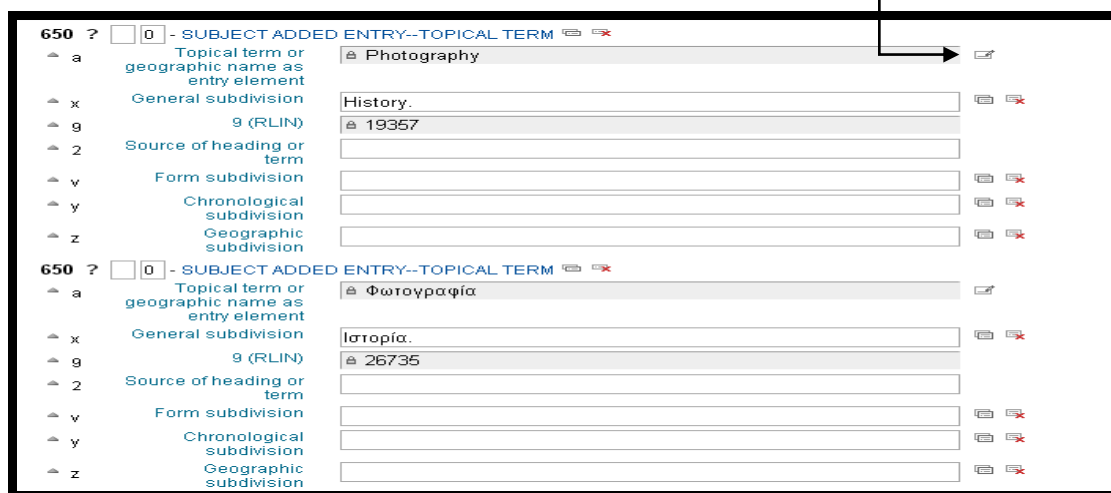 650 ? 0 - SUBJECT ADDED ENTRY--TOPICAL TERM
a Topical term or geographic name as entry element Photography
x General subdivision History.
9 9 (RLIN) 19357
2 Source of heading or term
v Form subdivision
y Chronological subdivision
z Geographic subdivision
650 ? 0 - SUBJECT ADDED ENTRY--TOPICAL TERM
a Topical term or geographic name as entry element Φωτογραφία
x General subdivision Ιστορία.
9 9 (RLIN) 26735
2 Source of heading or term
v Form subdivision
y Chronological subdivision
z Geographic subdivision